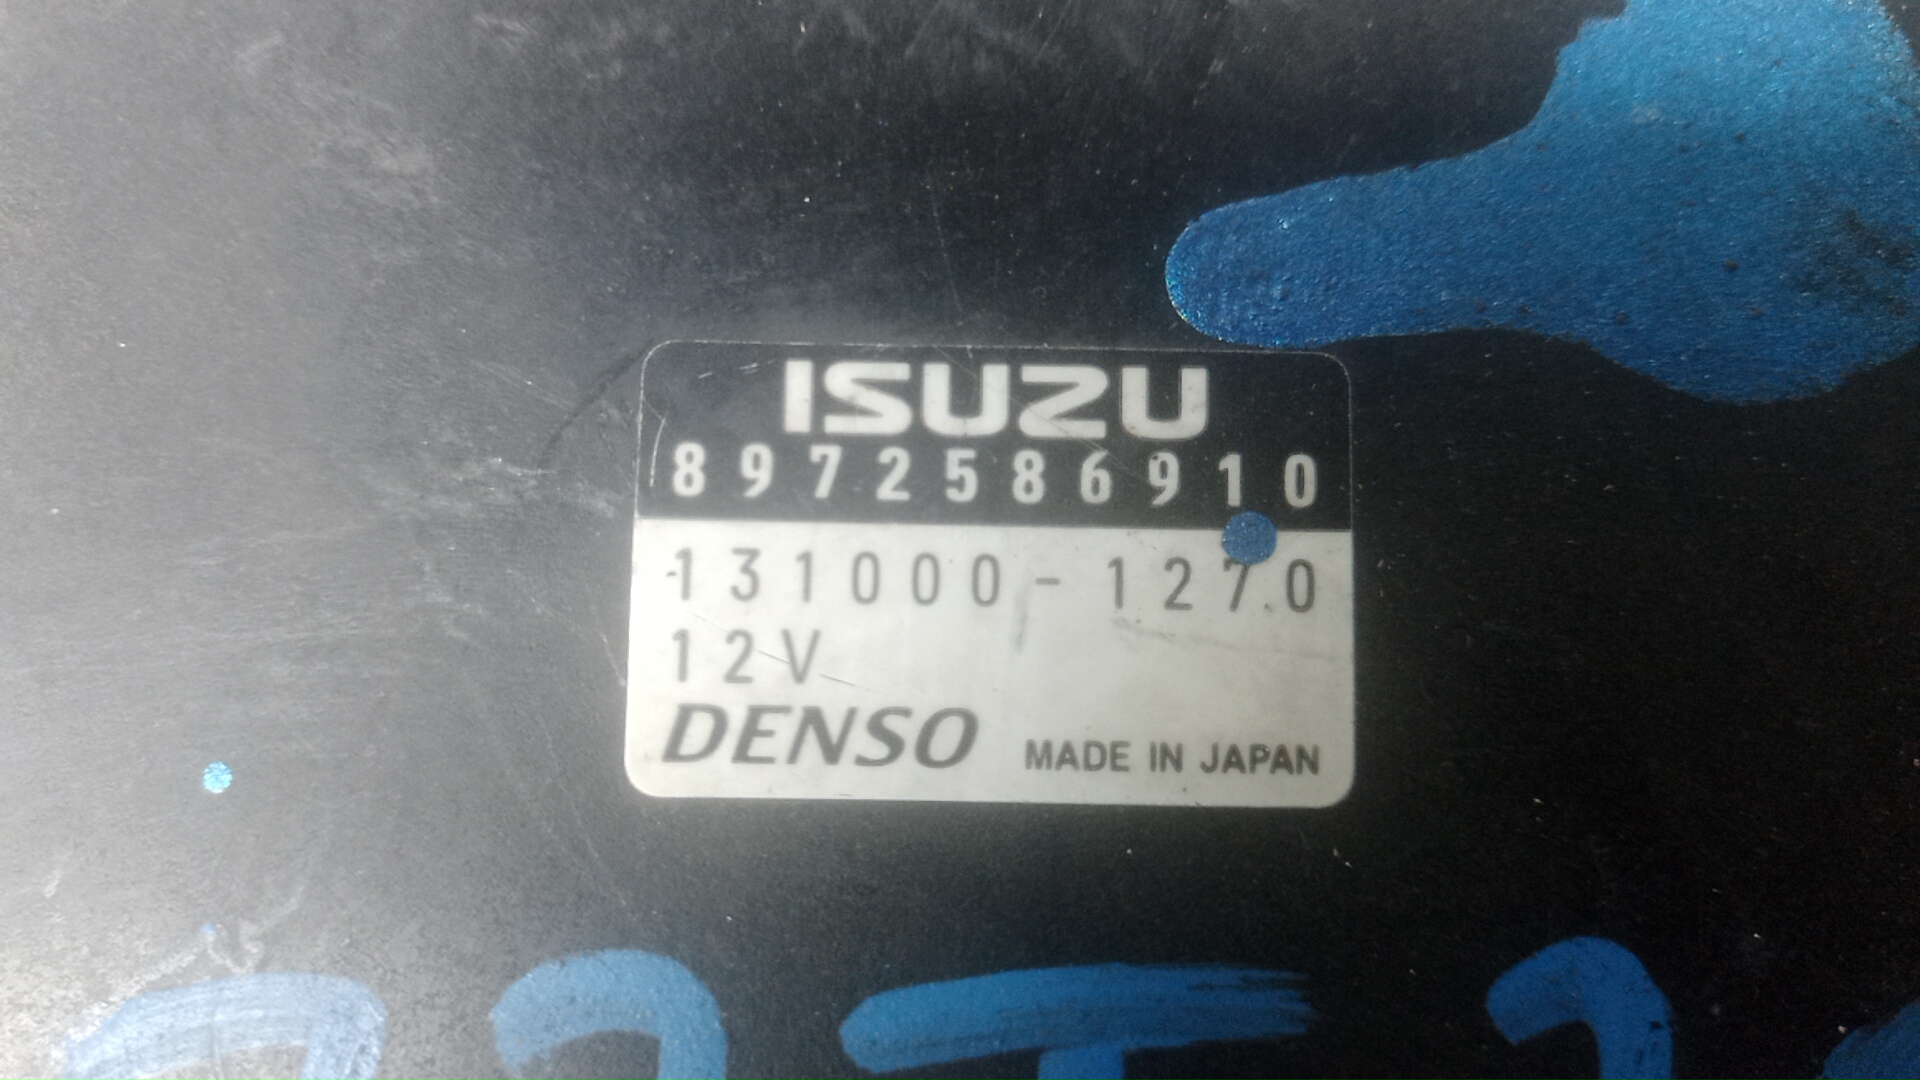 ISUZU
8972586910
131000-1270
12V
DENSO MADE IN JAPAN